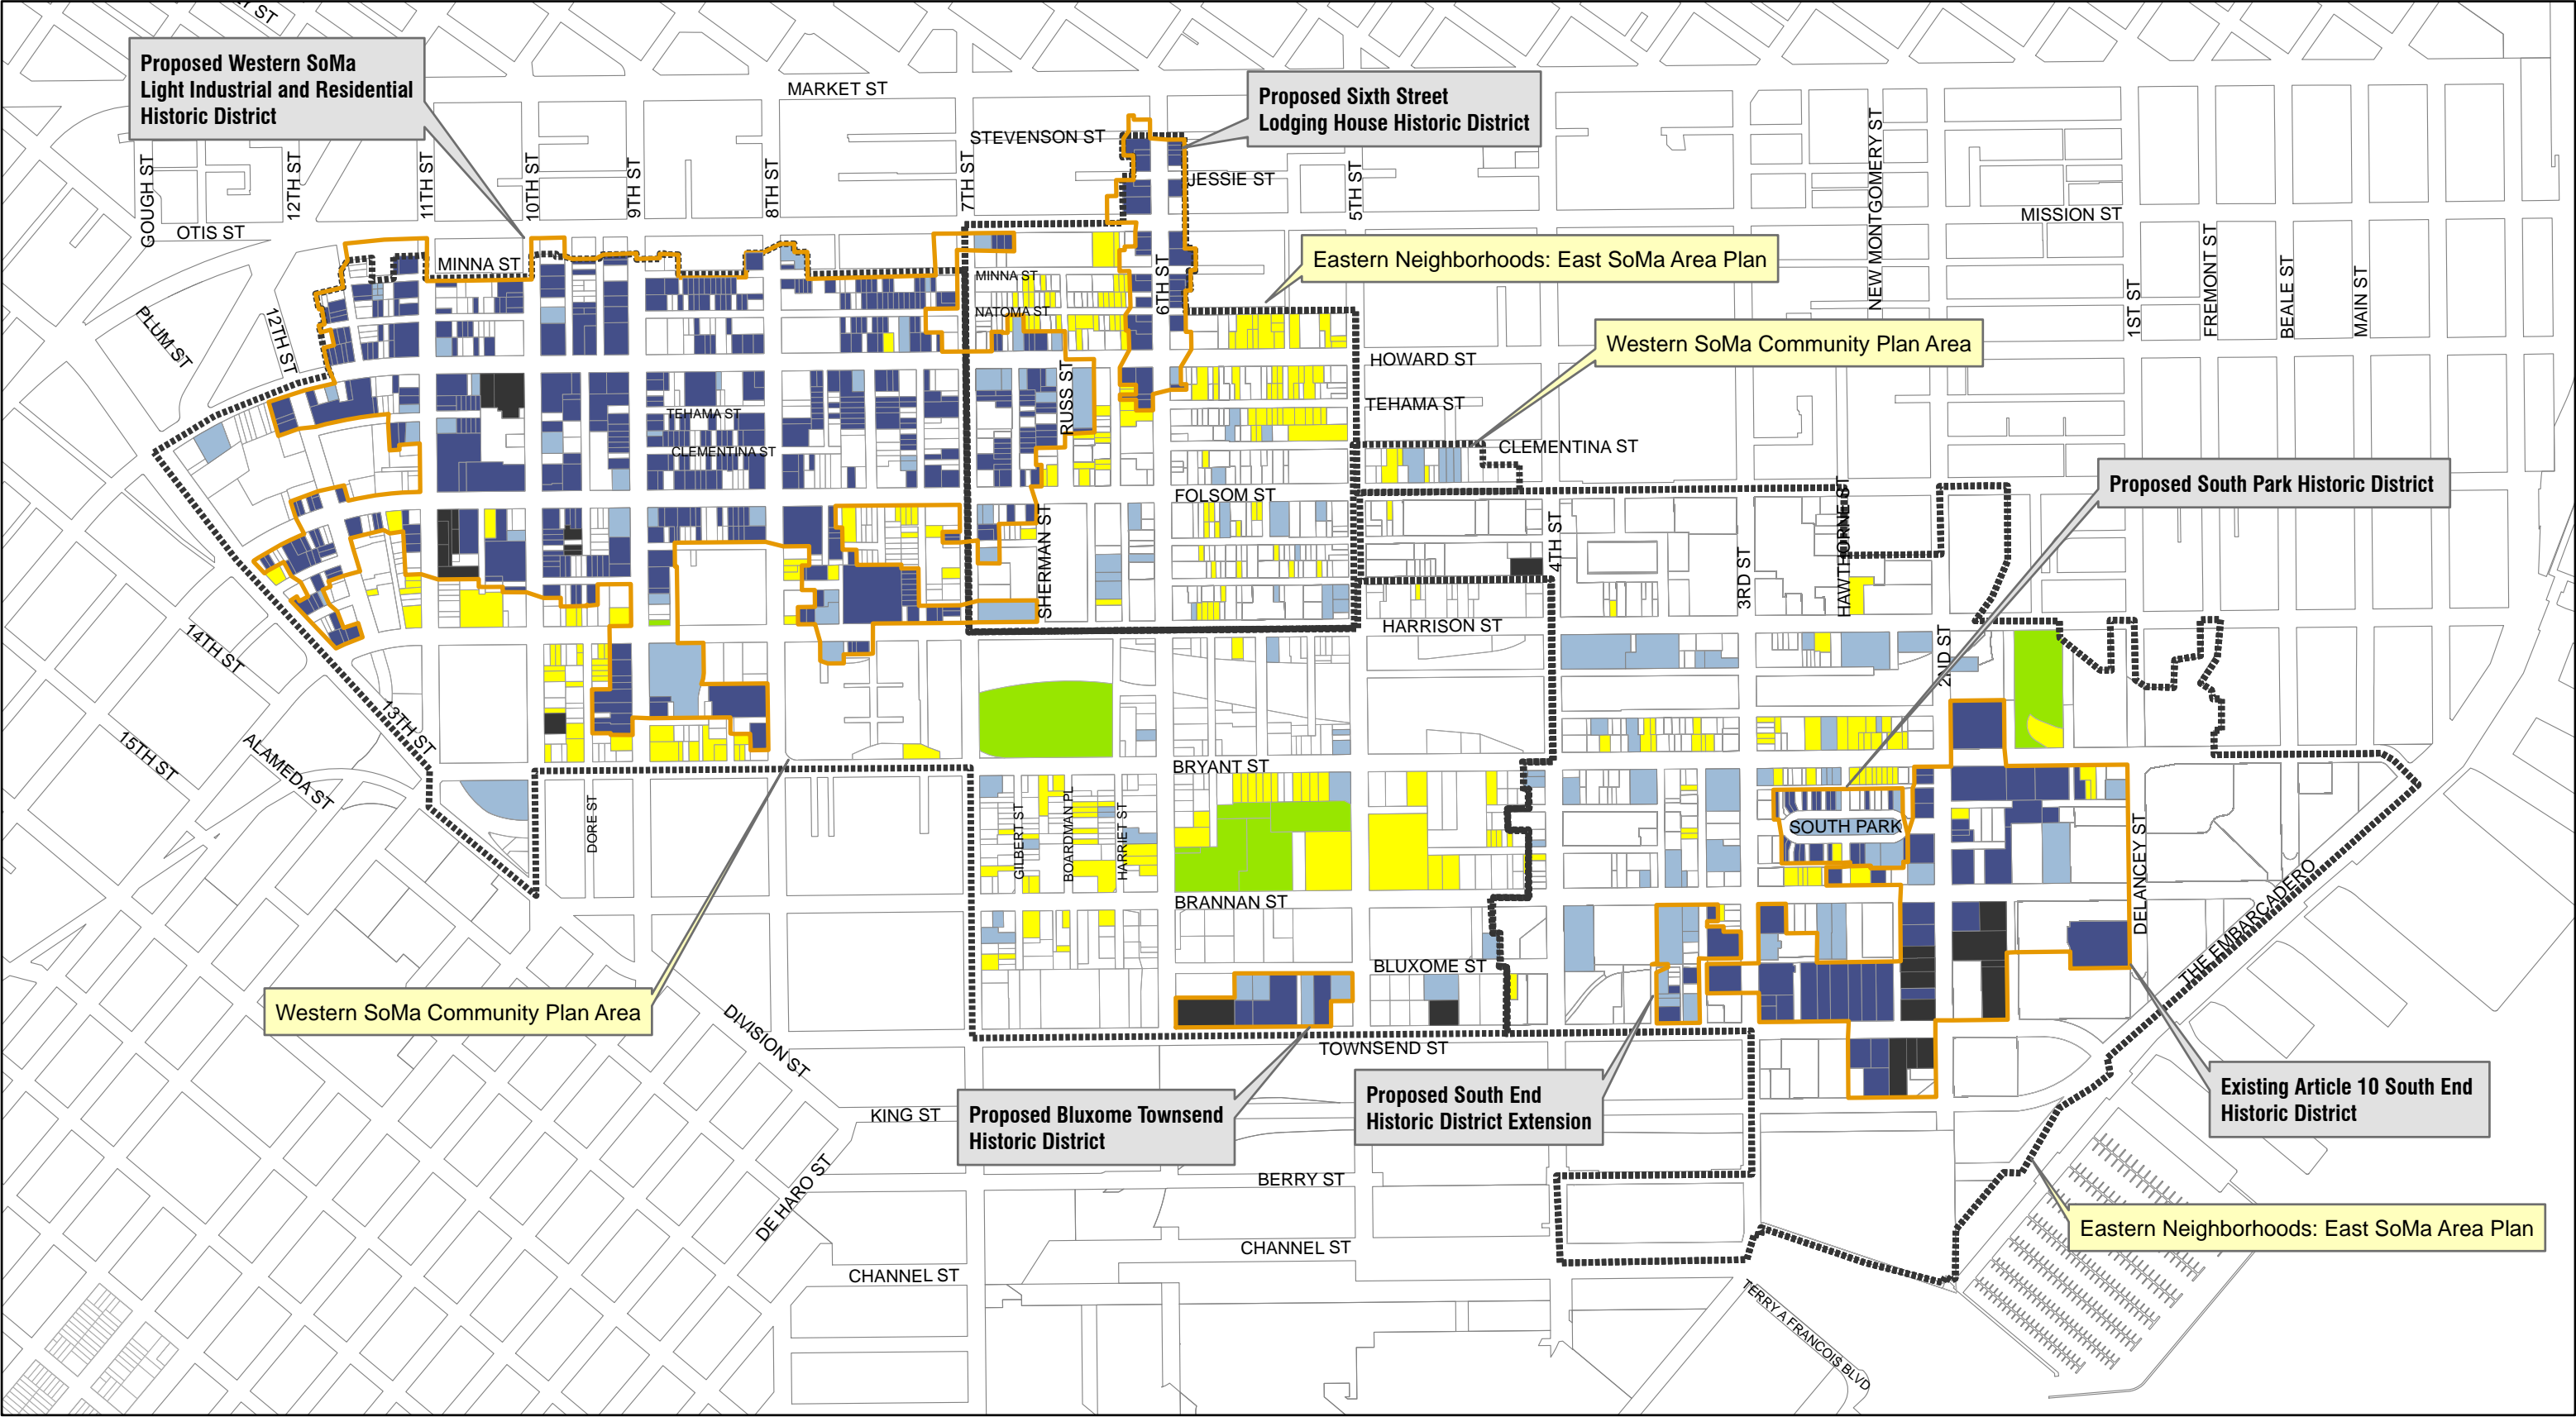 Proposed Western SoMa
Light Industrial and Residential
Historic District
MARKET ST
Proposed Sixth Street
Lodging House Historic District
STEVENSON ST
JESSIE ST
GOUGH ST
12TH ST
11TH ST
10TH ST
9TH ST
8TH ST
7TH ST
5TH ST
NEW MONTGOMERY ST
MISSION ST
OTIS ST
MINNA ST
MINNA ST
NATOMA ST
6TH ST
Eastern Neighborhoods: East SoMa Area Plan
1ST ST
FREMONT ST
BEALE ST
MAIN ST
PLUM ST
12TH ST
Western SoMa Community Plan Area
HOWARD ST
RUSS ST
TEHAMA ST
TEHAMA ST
CLEMENTINA ST
CLEMENTINA ST
Proposed South Park Historic District
FOLSOM ST
SHERMAN ST
4TH ST
3RD ST
HAWTHORNE ST
HARRISON ST
2ND ST
14TH ST
13TH ST
15TH ST
ALAMEDA ST
BRYANT ST
DORE ST
GILBERT ST
BOARDMAN PL
HARRIET ST
SOUTH PARK
DELANCEY ST
THE EMBARCADERO
BRANNAN ST
BLUXOME ST
Western SoMa Community Plan Area
DIVISION ST
TOWNSEND ST
KING ST
Proposed Bluxome Townsend
Historic District
Proposed South End
Historic District Extension
Existing Article 10 South End
Historic District
DE HARO ST
BERRY ST
Eastern Neighborhoods: East SoMa Area Plan
CHANNEL ST
CHANNEL ST
TERRY A FRANCOIS BLVD